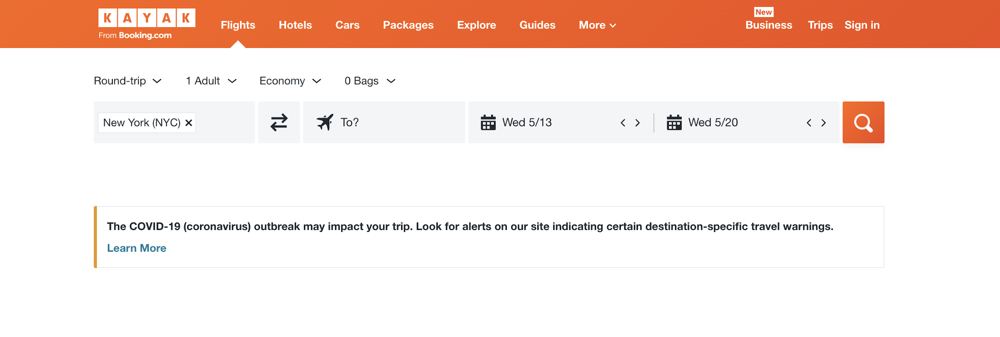 KAYAK
From Booking.com
Flights Hotels Cars Packages Explore Guides More
New
Business Trips Sign in
Round-trip 1 Adult Economy 0 Bags
New York (NYC) To? Wed 5/13 Wed 5/20
The COVID-19 (coronavirus) outbreak may impact your trip. Look for alerts on our site indicating certain destination-specific travel warnings.
Learn More